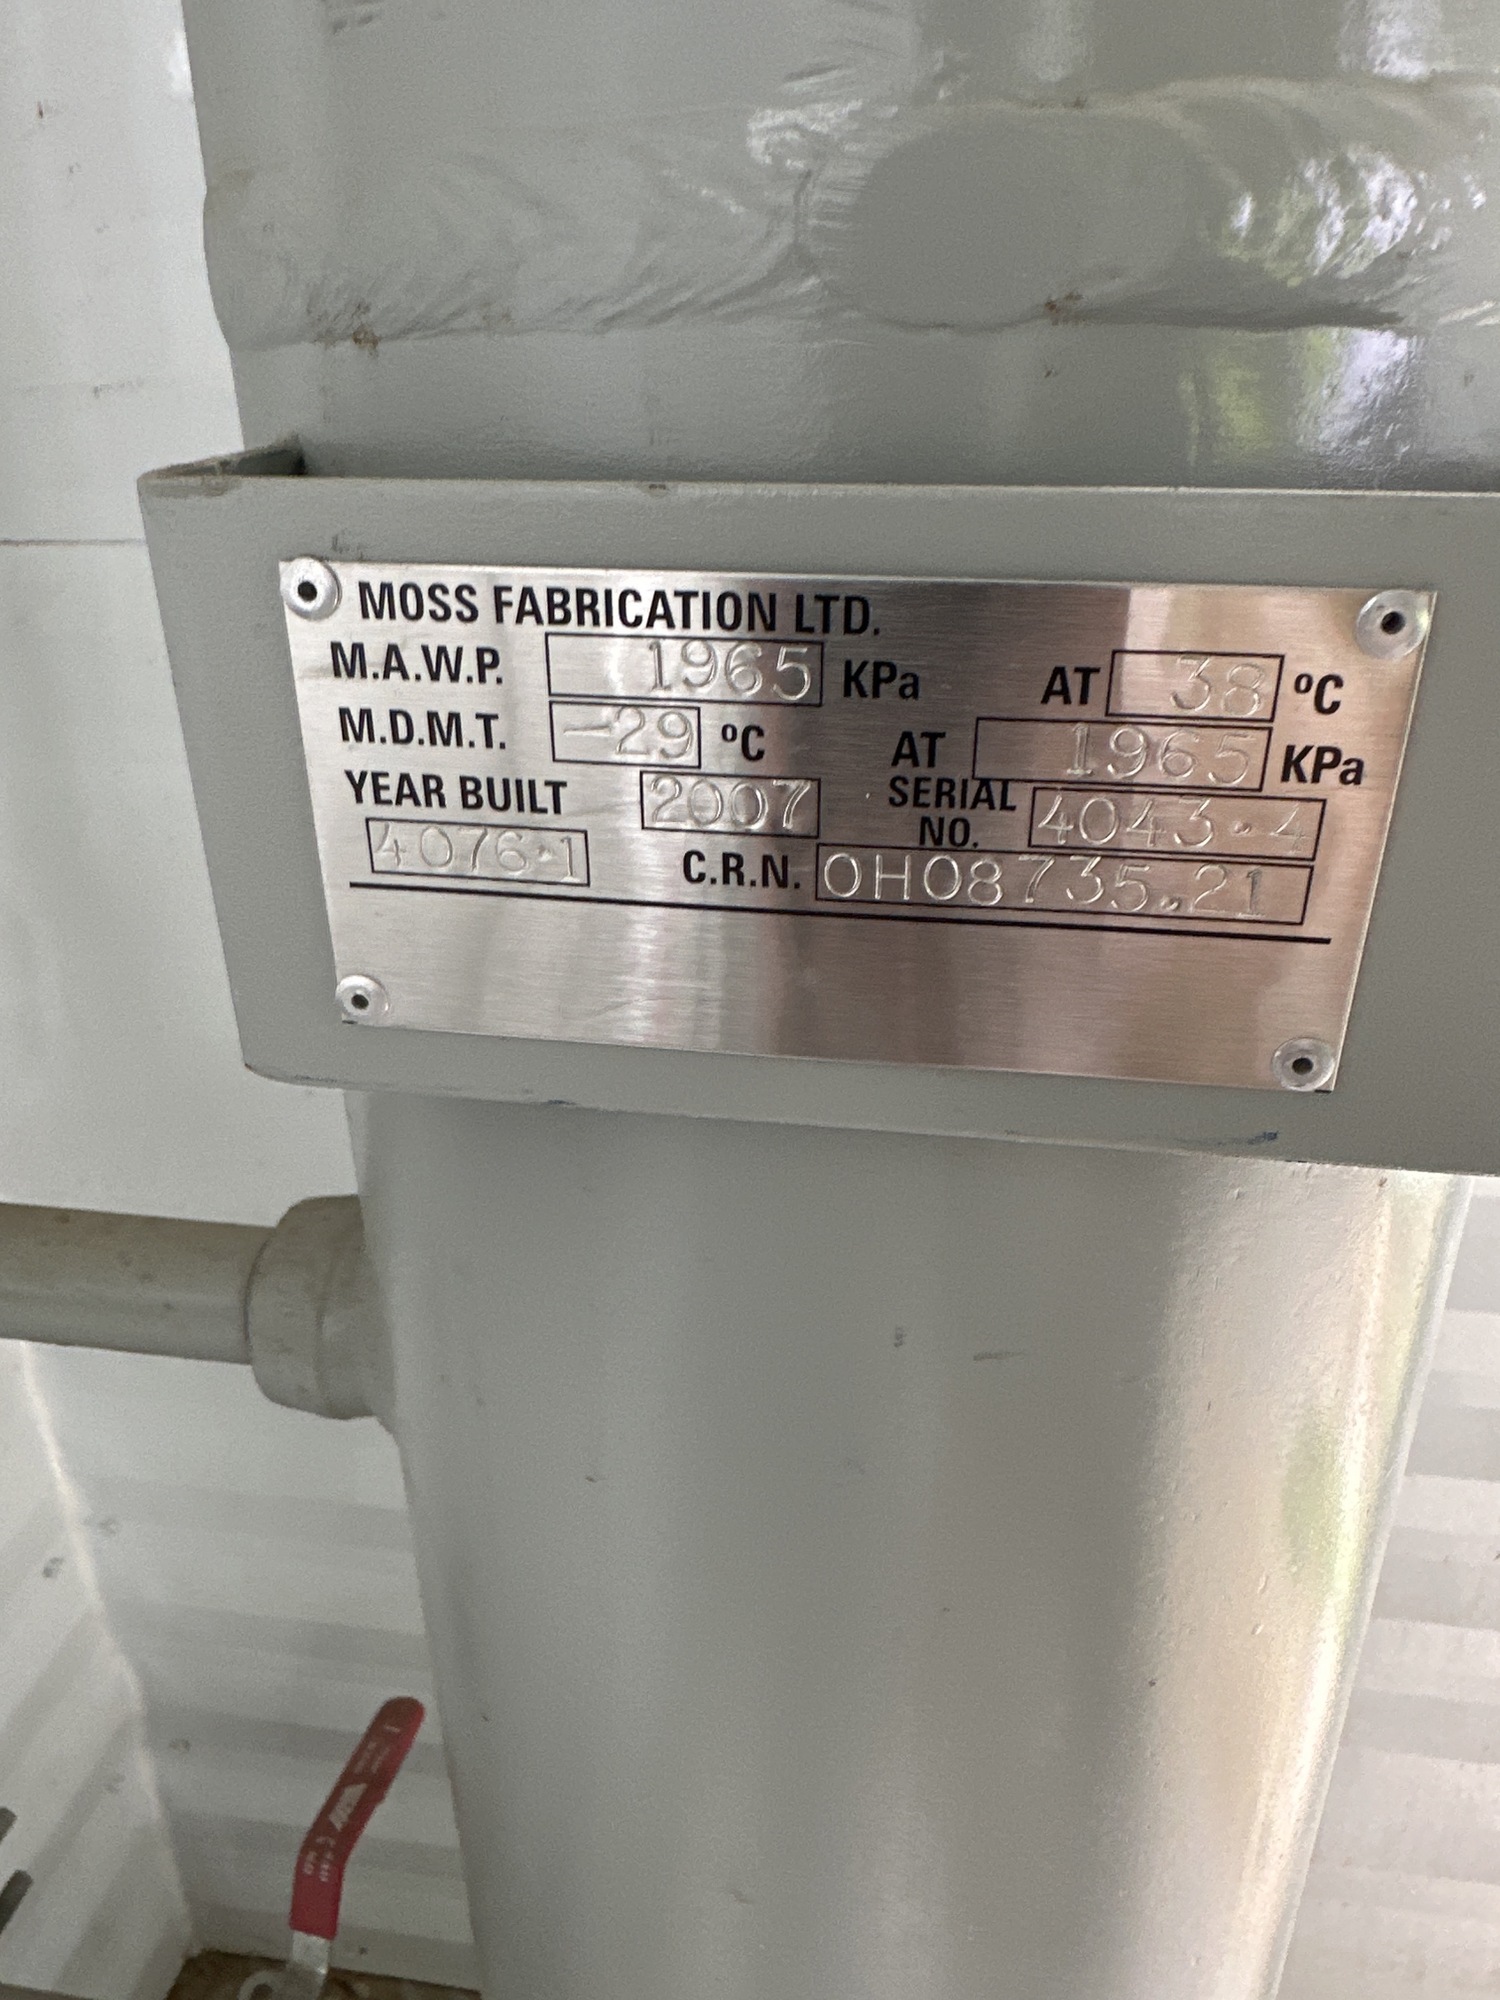 MOSS FABRICATION LTD.
M.A.W.P. 1965 KPa AT 38 ºC
M.D.M.T. -29 ºC AT 1965 KPa
YEAR BUILT 2007 SERIAL NO. 4043.4
4076.1 C.R.N. OH08735.21